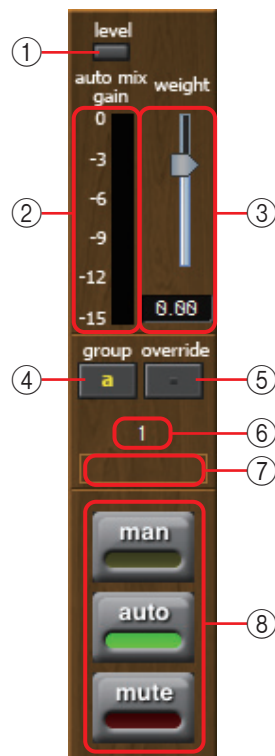 level
①
auto mix gain
weight
0
-3
-6
-9
-12
-15
②
③
0.00
group
override
④
a
-
⑤
1
⑥
⑦
man
auto
mute
⑧